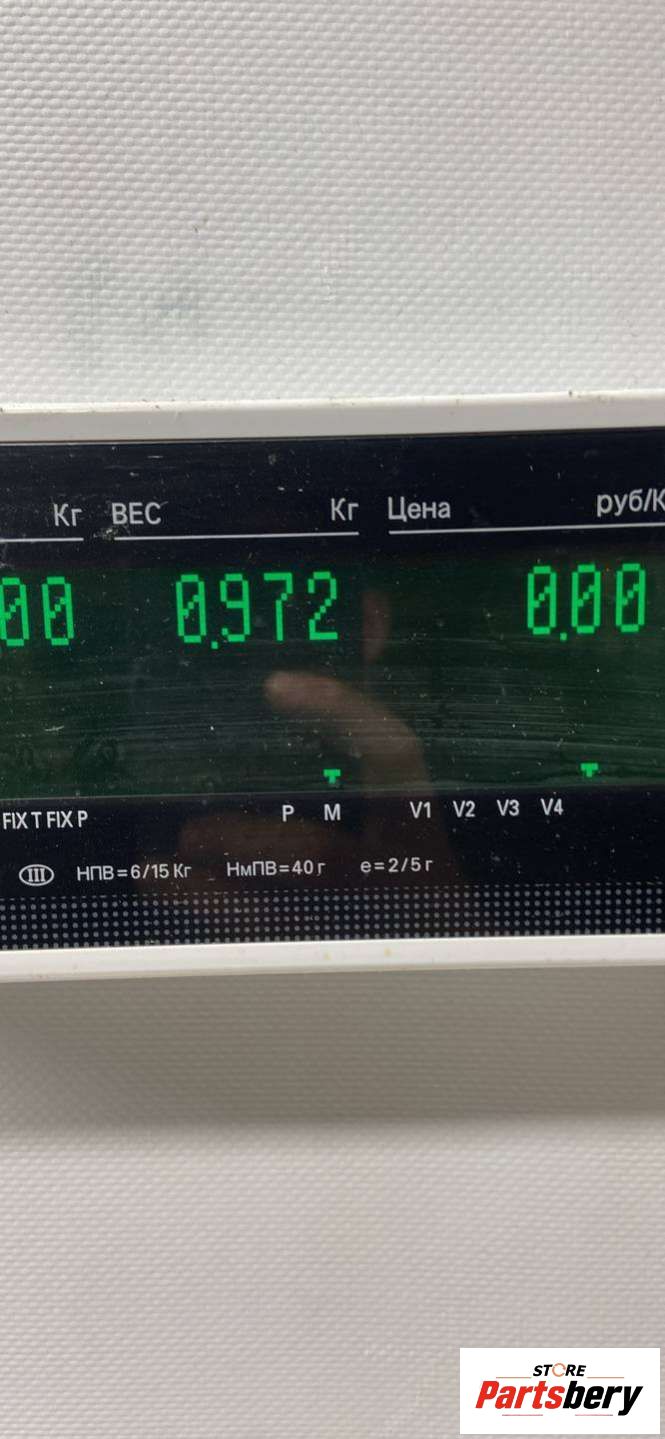 Кг ВЕС Кг Цена руб/К
00 0.972 0.00
FIX T FIX P P M V1 V2 V3 V4
III НПВ=6/15 Кг НмПВ=40 г e=2/5 г
STORE
Partsbery